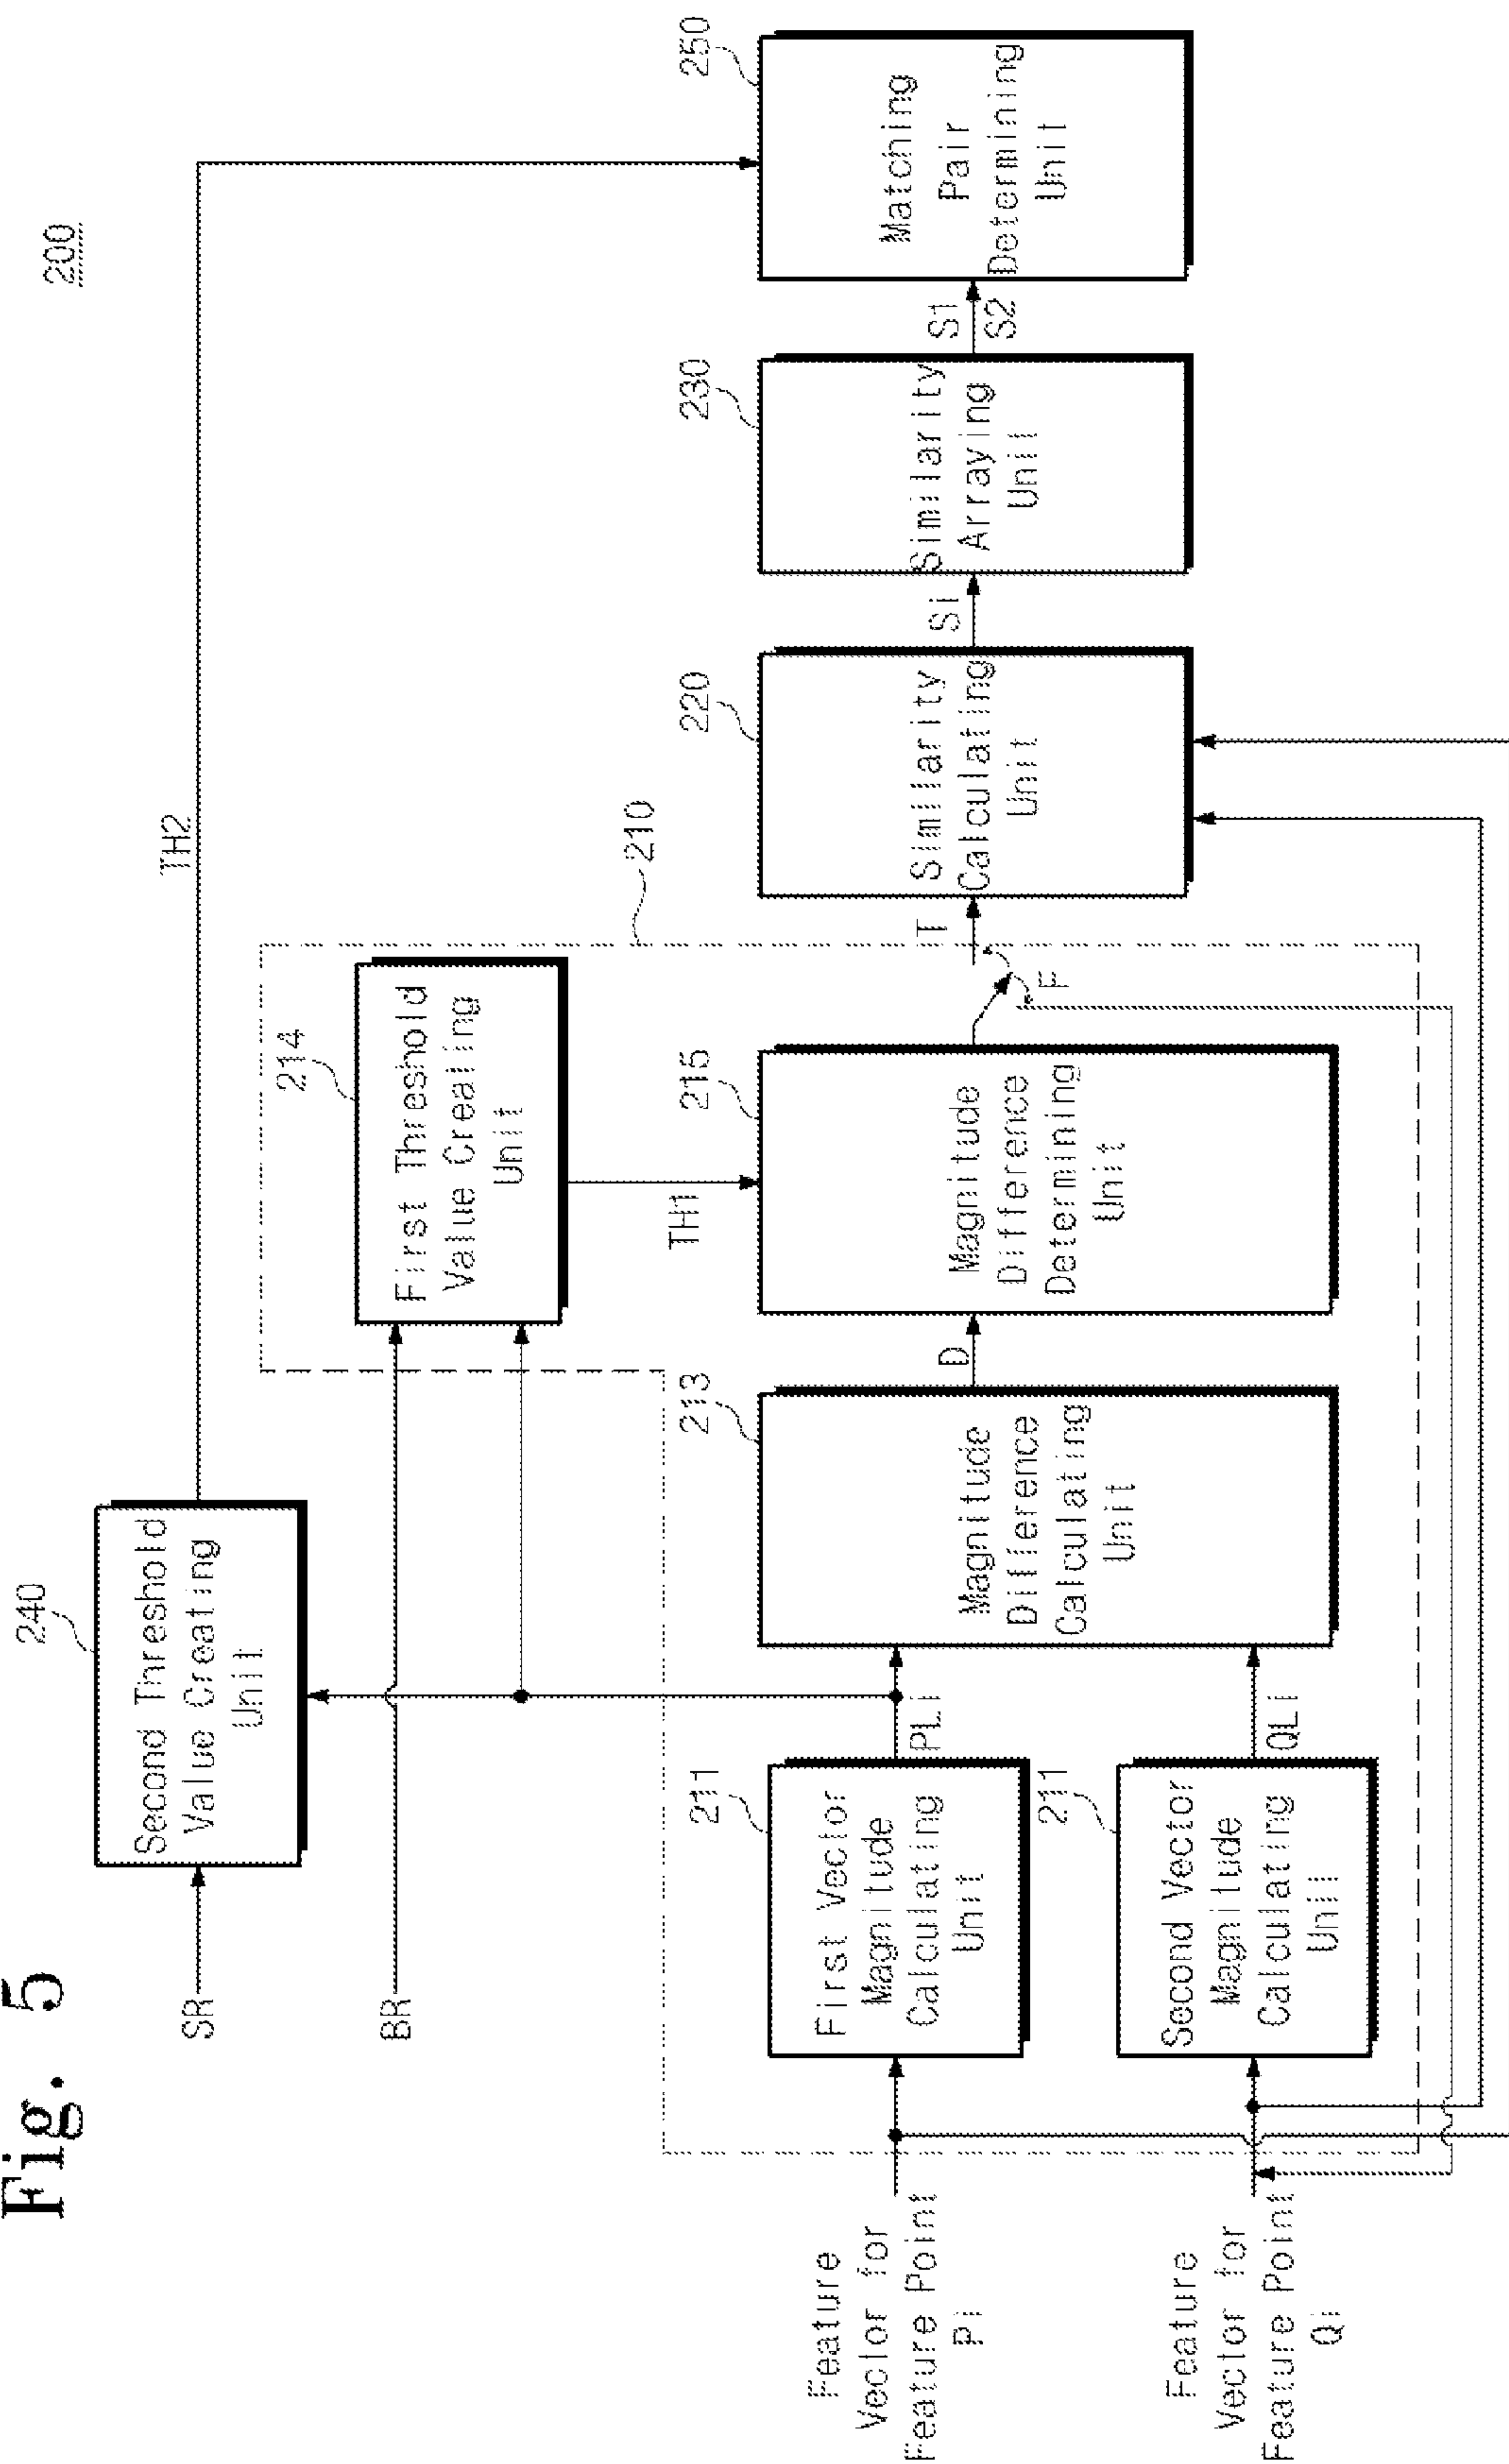 Fig. 5
200
240
Second Threshold
Value Creating
Unit
SR
TH2
BR
214
First Threshold
Value Creating
Unit
TH1
210
Feature
Vector for
Feature Point
Pi
211
First Vector
Magnitude
Calculating
Unit
PLi
Feature
Vector for
Feature Point
Qi
211
Second Vector
Magnitude
Calculating
Unit
QLi
213
Magnitude
Difference
Calculating
Unit
D
215
Magnitude
Difference
Determining
Unit
T
F
220
Similarity
Calculating
Unit
Si
230
Similarity
Arraying
Unit
S1
S2
250
Matching
Pair
Determining
Unit